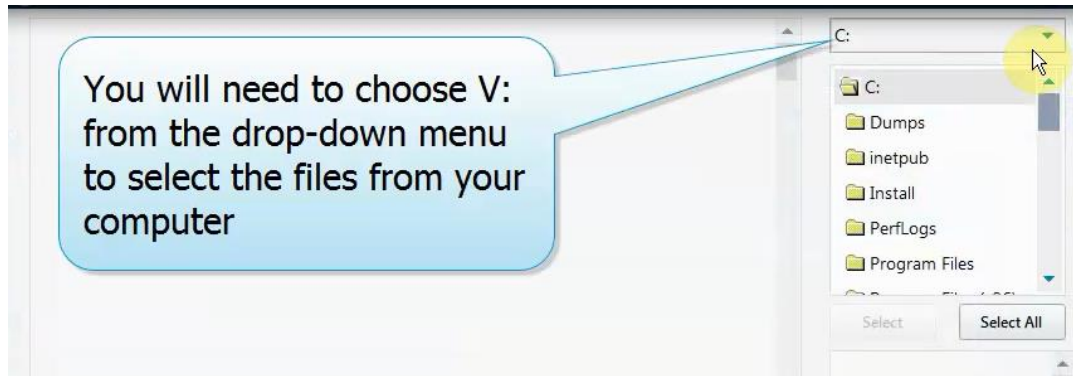 You will need to choose V:
from the drop-down menu
to select the files from your
computer
C:
C:
Dumps
inetpub
Install
PerfLogs
Program Files
Select
Select All